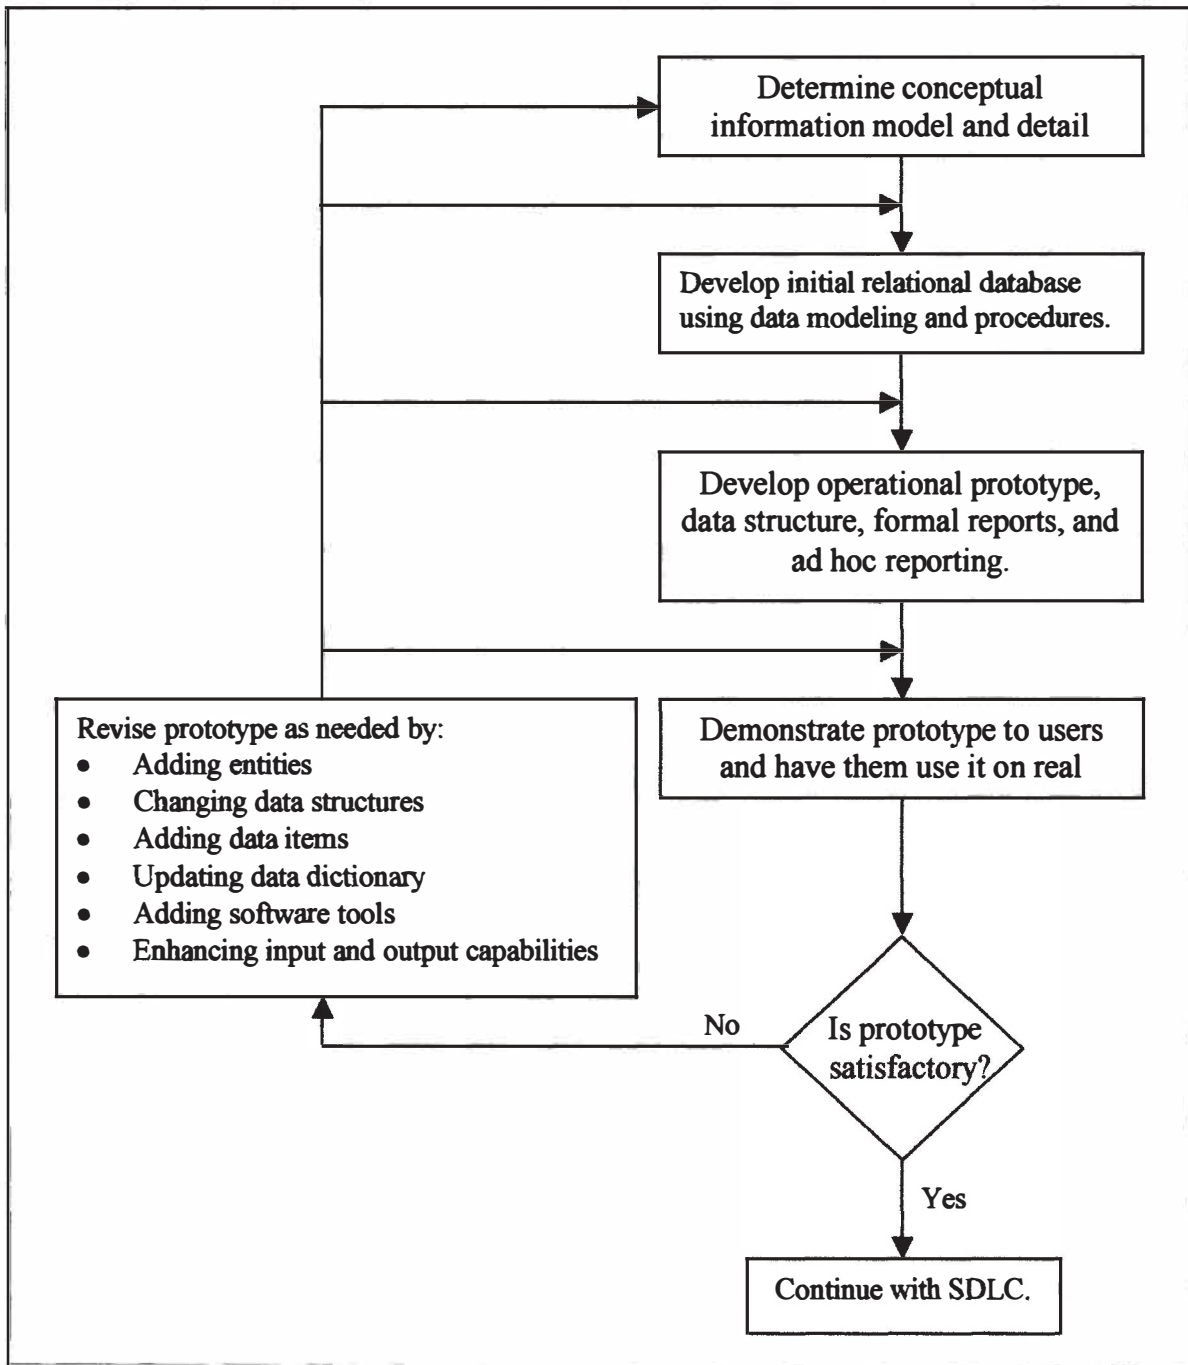 Determine conceptual
information model and detail
Develop initial relational database
using data modeling and procedures.
Develop operational prototype,
data structure, formal reports, and
ad hoc reporting.
Revise prototype as needed by:
• Adding entities
• Changing data structures
• Adding data items
• Updating data dictionary
• Adding software tools
• Enhancing input and output capabilities
Demonstrate prototype to users
and have them use it on real
No
Is prototype
satisfactory?
Yes
Continue with SDLC.